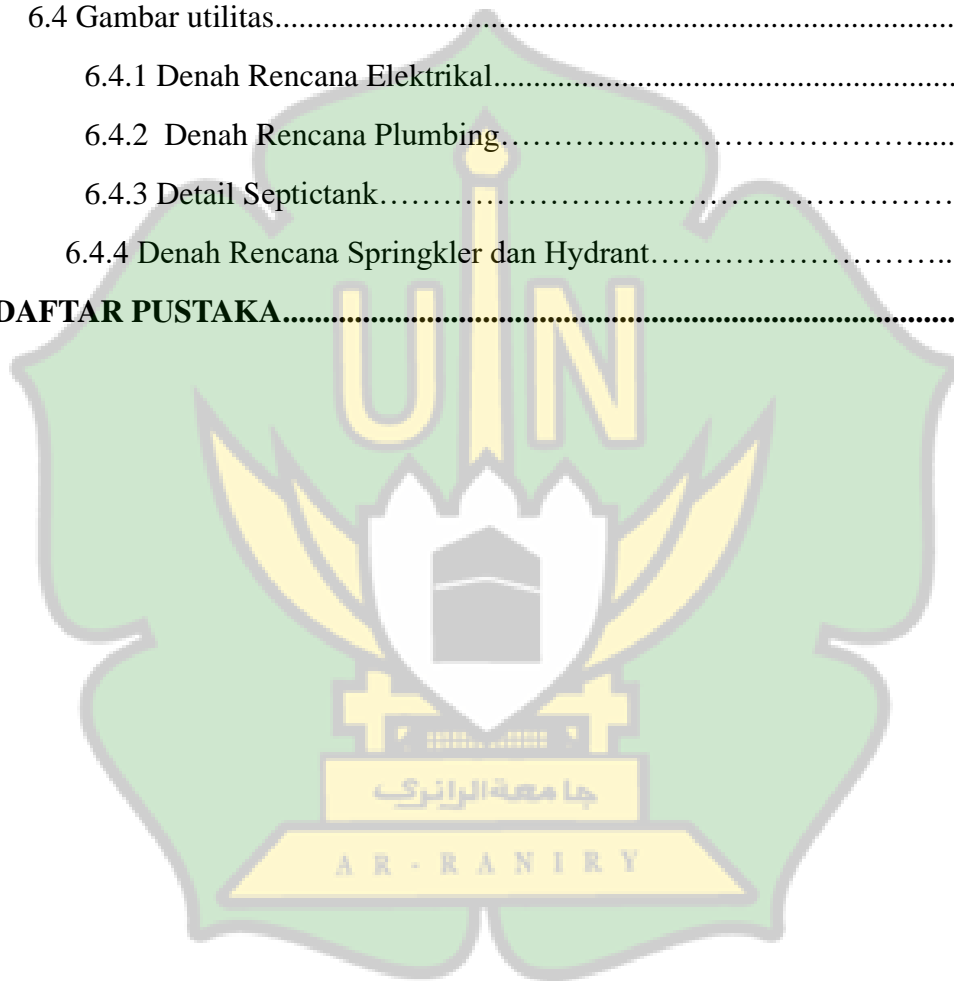 6.4 Gambar utilitas..............................................................................................
6.4.1 Denah Rencana Elektrikal..................................................................
6.4.2 Denah Rencana Plumbing…………………………………….....
6.4.3 Detail Septictank………………………………………………….
6.4.4 Denah Rencana Springkler dan Hydrant………………………..
DAFTAR PUSTAKA....................................................................................
UIN
جامعة الرانري
AR-RANIRY